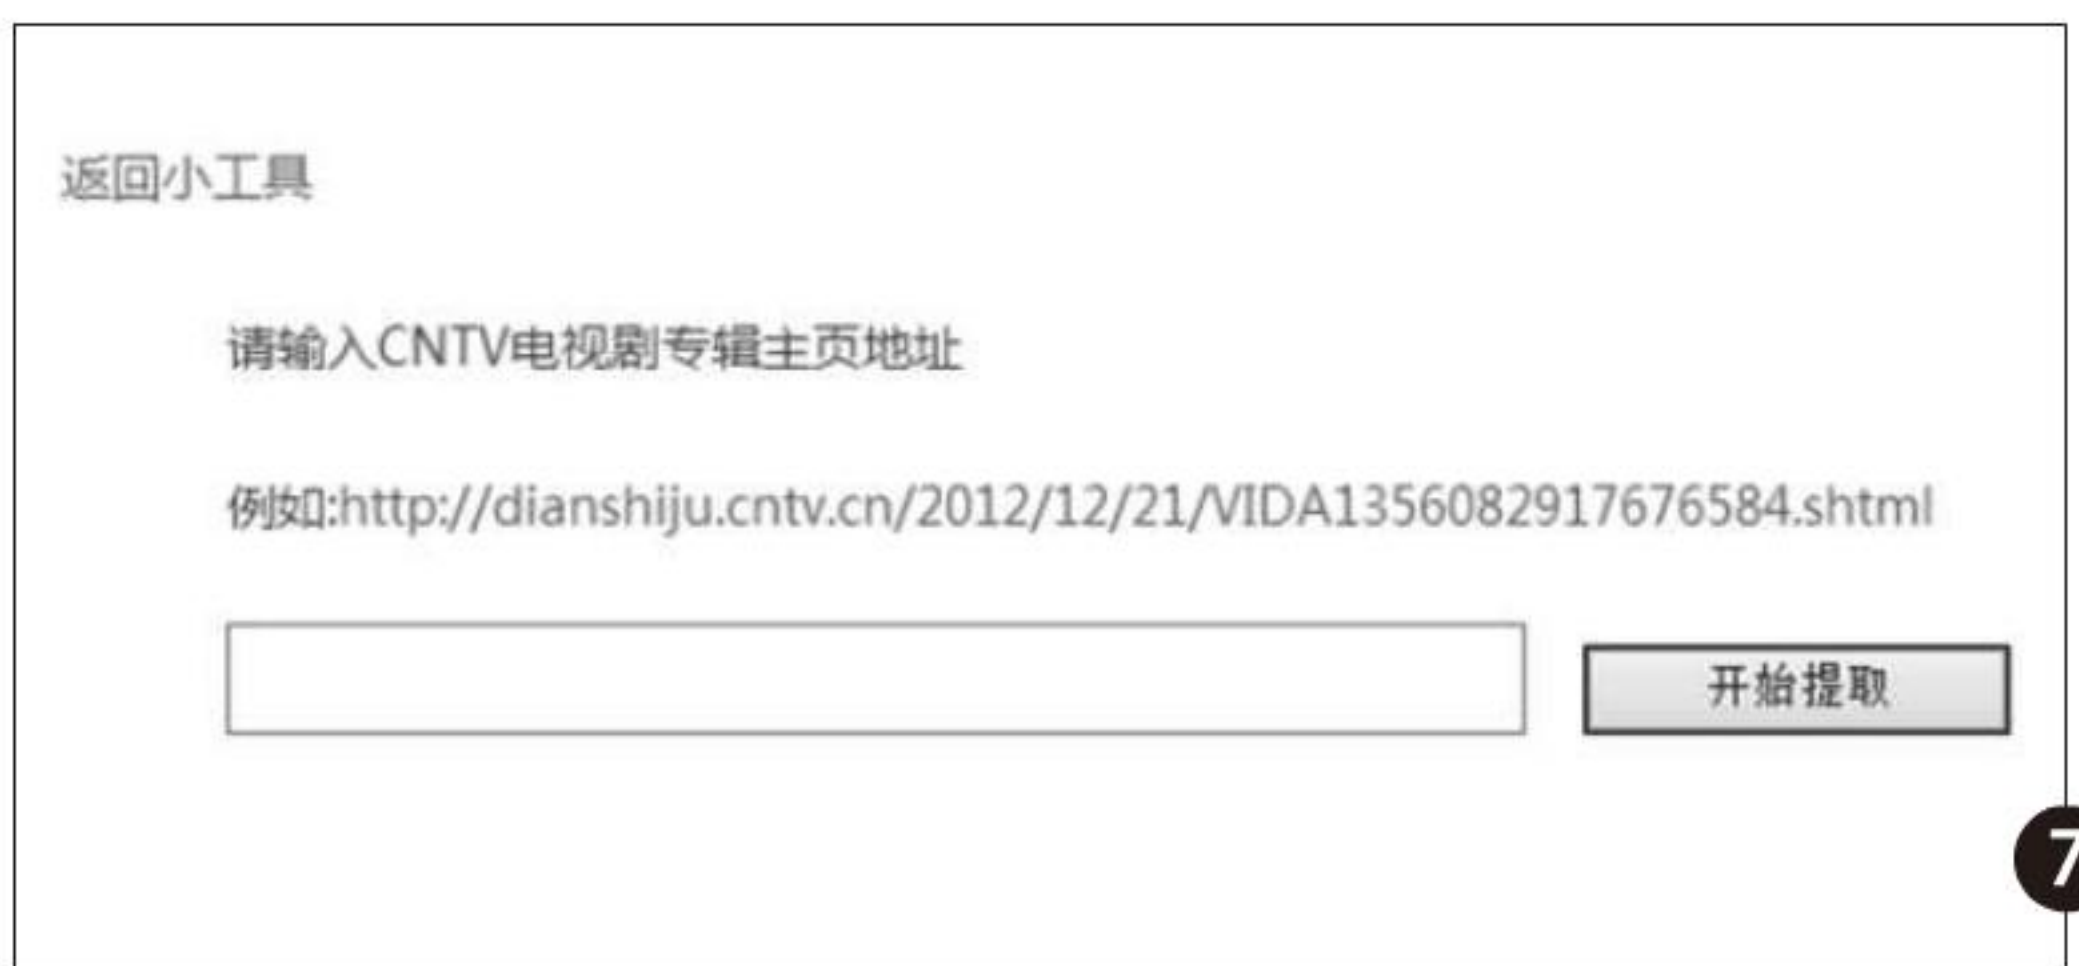 返回小工具
请输入CNTV电视剧专辑主页地址
例如:http://dianshiju.cntv.cn/2012/12/21/VIDA1356082917676584.shtml
开始提取
7